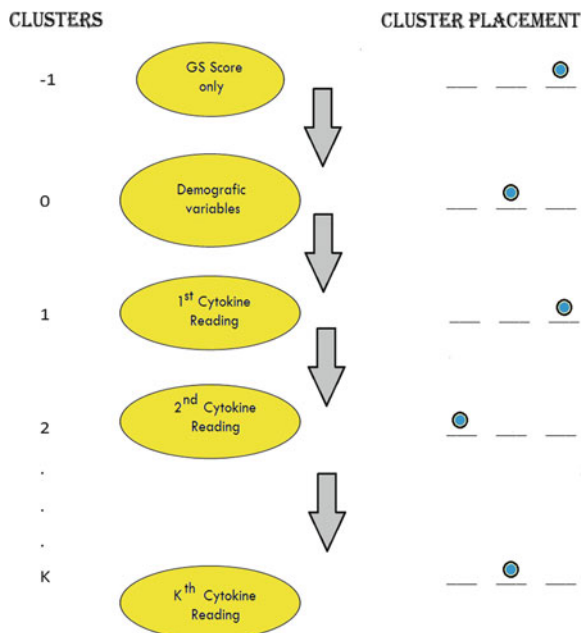 CLUSTERS CLUSTER PLACEMENT
-1
GS Score
only
0
Demografic
variables
1
1st Cytokine
Reading
2
2nd Cytokine
Reading
.
.
.
K
Kth Cytokine
Reading